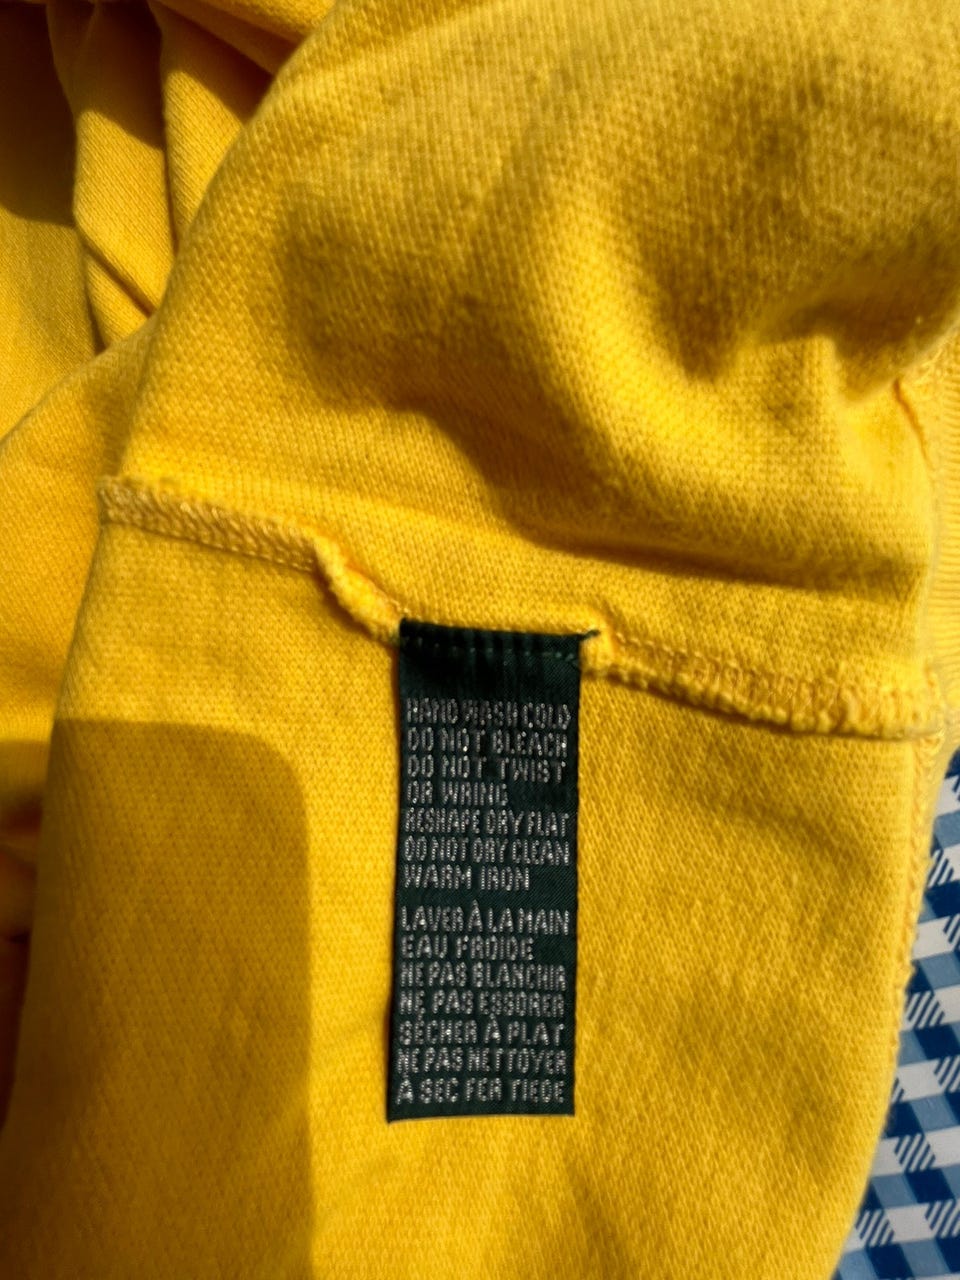 HAND WASH COLD
DO NOT BLEACH
DO NOT TWIST
OR WRING
RESHAPE DRY FLAT
DO NOT DRY CLEAN
WARM IRON
LAVER À LA MAIN
EAU FROIDE
NE PAS BLANCHIR
NE PAS ESSORER
SÉCHER À PLAT
NE PAS NETTOYER
À SEC FER TIEDE